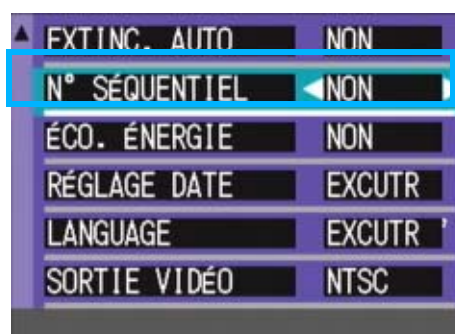 EXTINC. AUTO NON
N° SÉQUENTIEL NON
ÉCO. ÉNERGIE NON
RÉGLAGE DATE EXCUTR
LANGUAGE EXCUTR
SORTIE VIDÉO NTSC